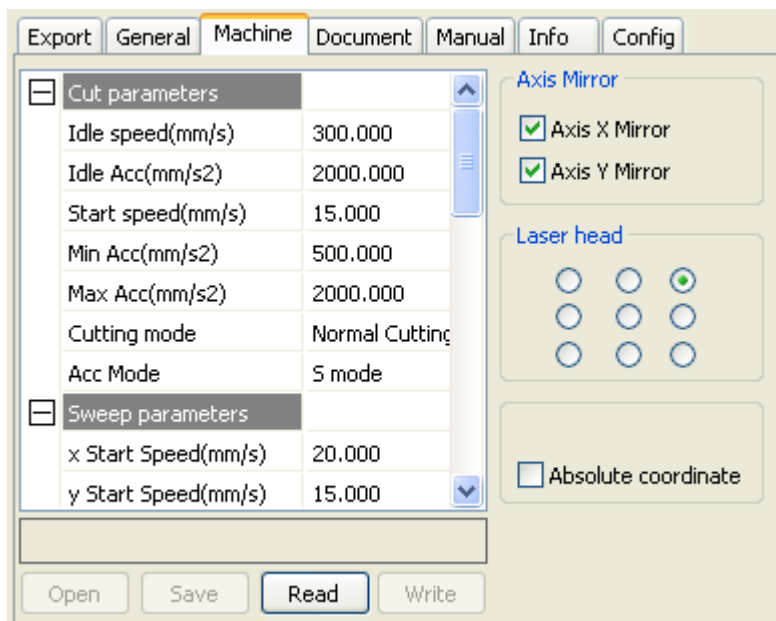 Export General Machine Document Manual Info Config
Cut parameters
Idle speed(mm/s) 300.000
Idle Acc(mm/s2) 2000.000
Start speed(mm/s) 15.000
Min Acc(mm/s2) 500.000
Max Acc(mm/s2) 2000.000
Cutting mode Normal Cutting
Acc Mode S mode
Sweep parameters
x Start Speed(mm/s) 20.000
y Start Speed(mm/s) 15.000
Axis Mirror
Axis X Mirror
Axis Y Mirror
Laser head
Absolute coordinate
Open Save Read Write